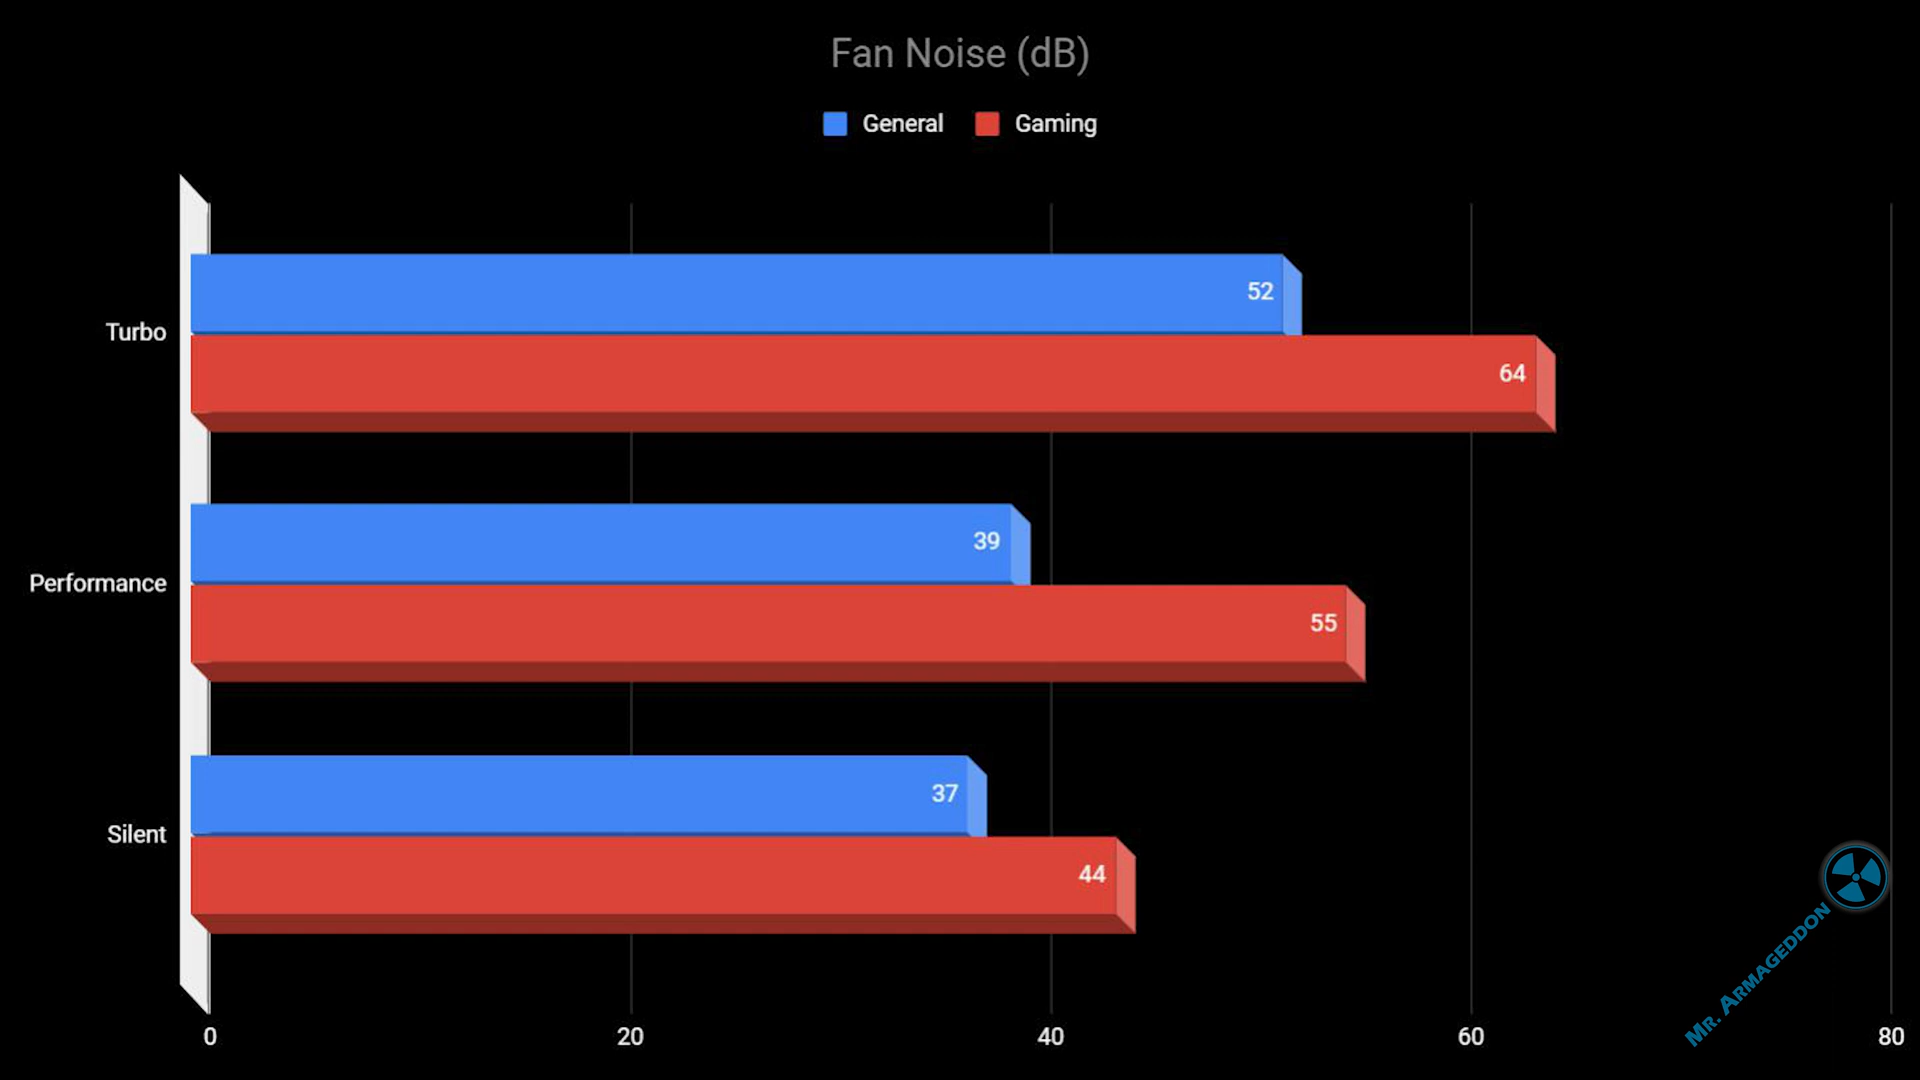 Fan Noise (dB)
General Gaming
Turbo
52
64
Performance
39
55
Silent
37
44
0 20 40 60 80
Mr. Armageddon